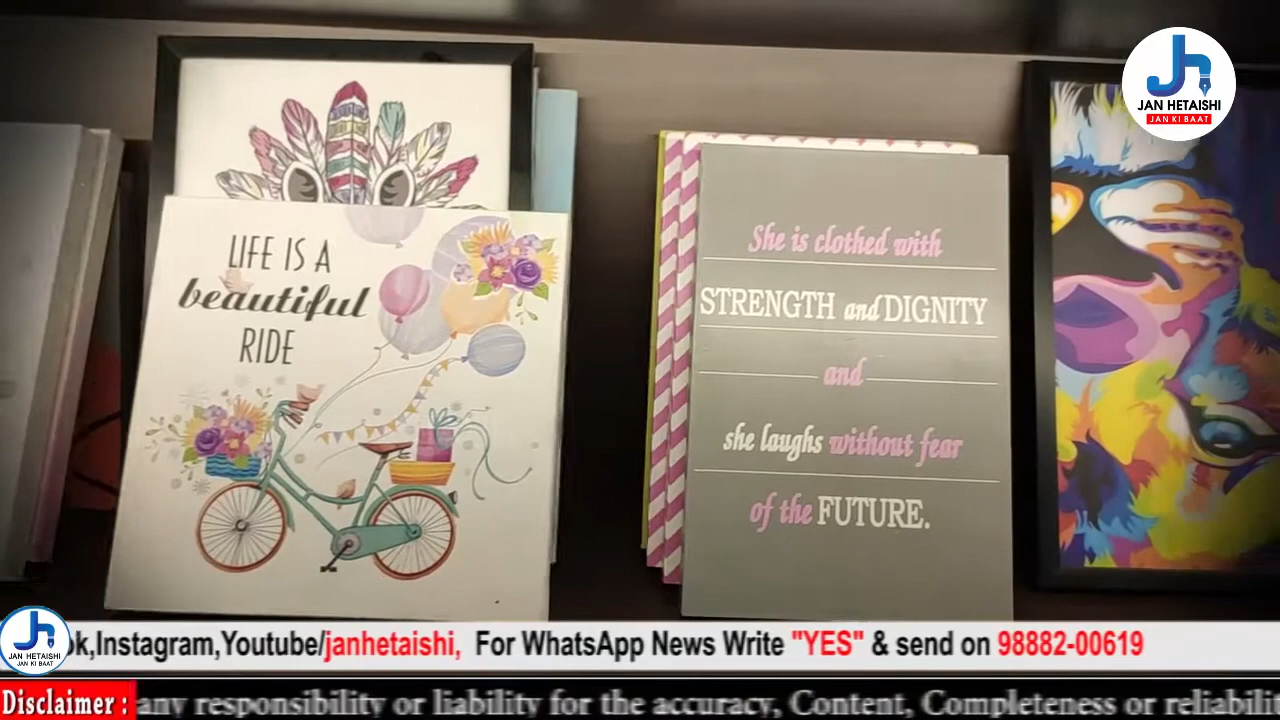 JAN HETAISHI
JAN KI BAAT
LIFE IS A
beautiful
RIDE
She is clothed with
STRENGTH and DIGNITY
and
she laughs without fear
of the FUTURE.
JAN HETAISHI
JAN KI BAAT
,Instagram,Youtube/janhetaishi, For WhatsApp News Write "YES" & send on 98882-00619
Disclaimer : any responsibility or liability for the accuracy, Content, Completeness or